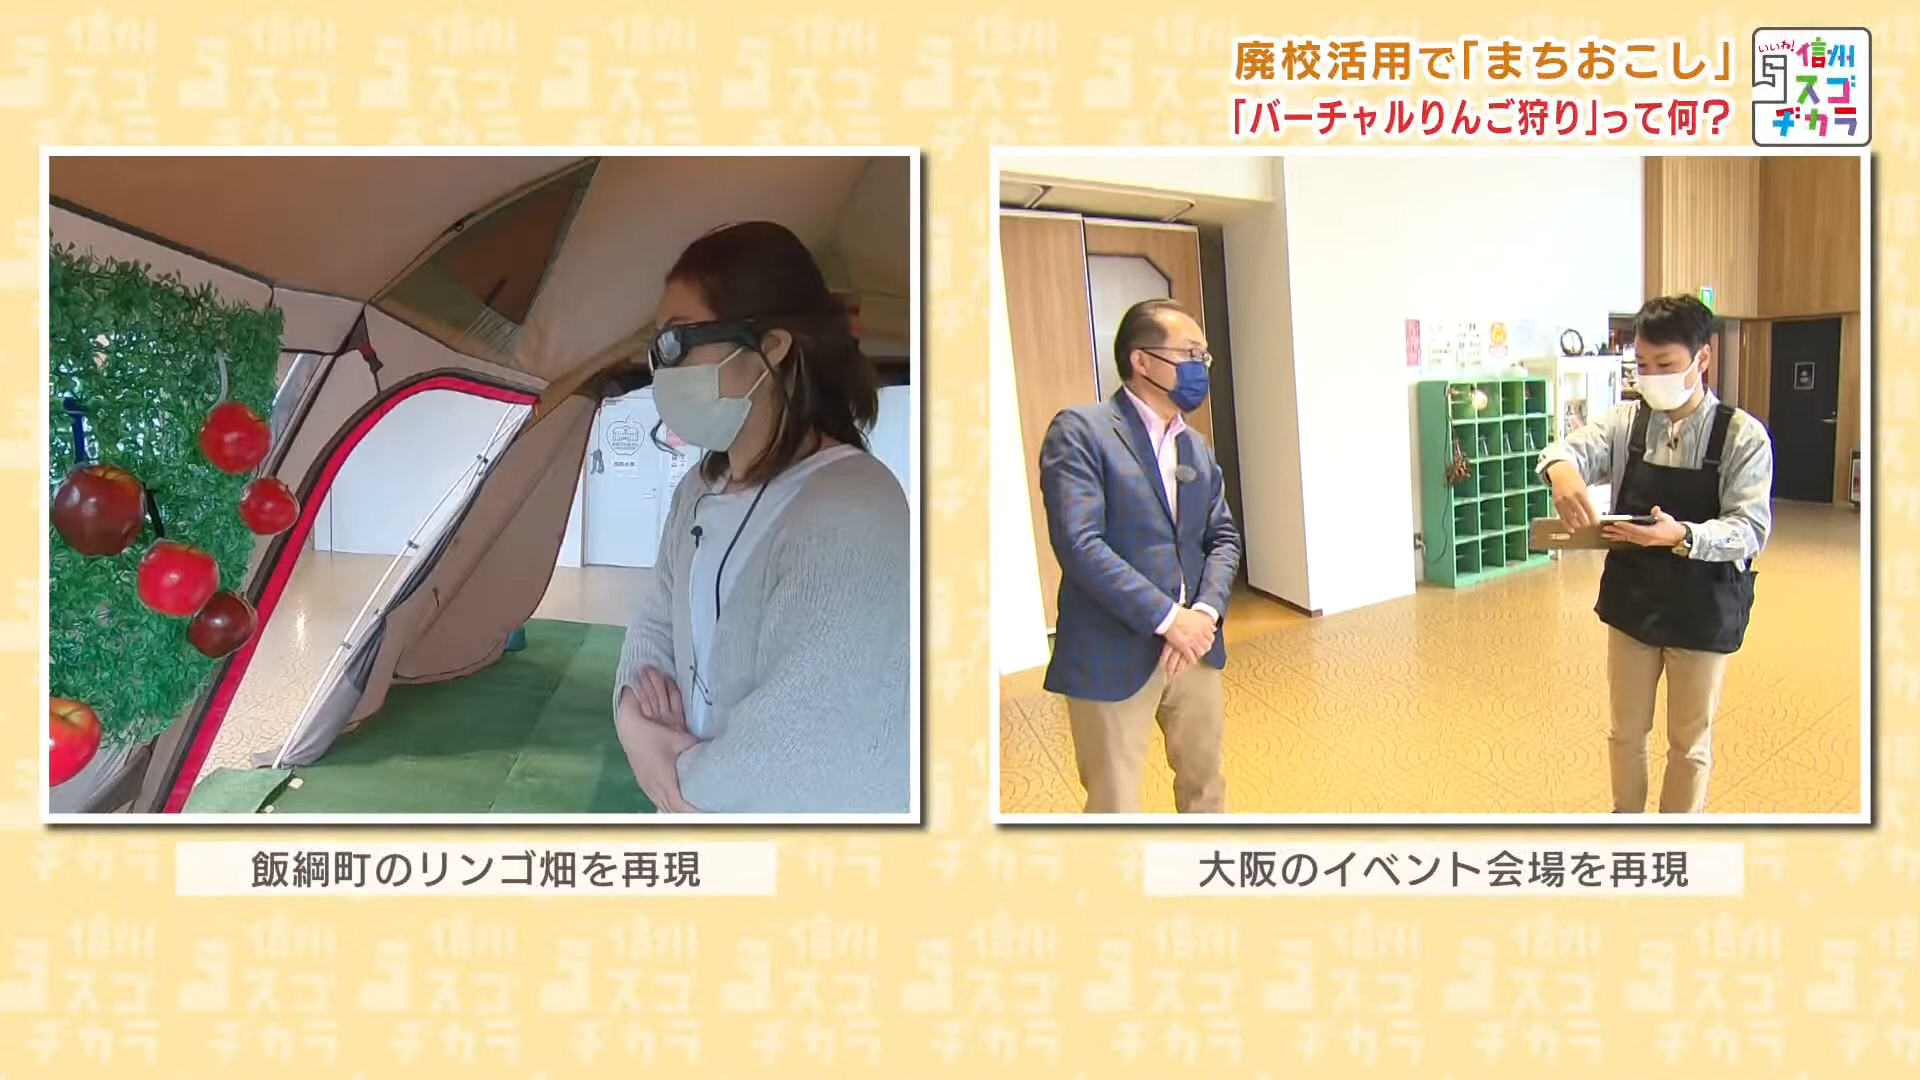 廃校活用で「まちおこし」
「バーチャルりんご狩り」って何？
いいね！
信州
スゴ
ヂカラ
飯綱町のリンゴ畑を再現
大阪のイベント会場を再現